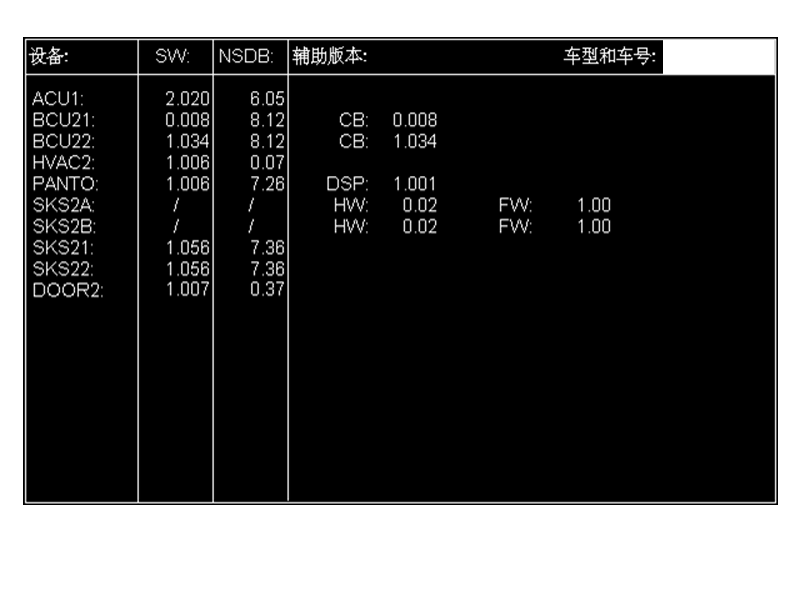 设备: SW: NSDB: 辅助版本: 车型和车号:
ACU1: 2.020 6.05
BCU21: 0.008 8.12 CB: 0.008
BCU22: 1.034 8.12 CB: 1.034
HVAC2: 1.006 0.07
PANTO: 1.006 7.26 DSP: 1.001
SKS2A: / / HW: 0.02 FW: 1.00
SKS2B: / / HW: 0.02 FW: 1.00
SKS21: 1.056 7.36
SKS22: 1.056 7.36
DOOR2: 1.007 0.37